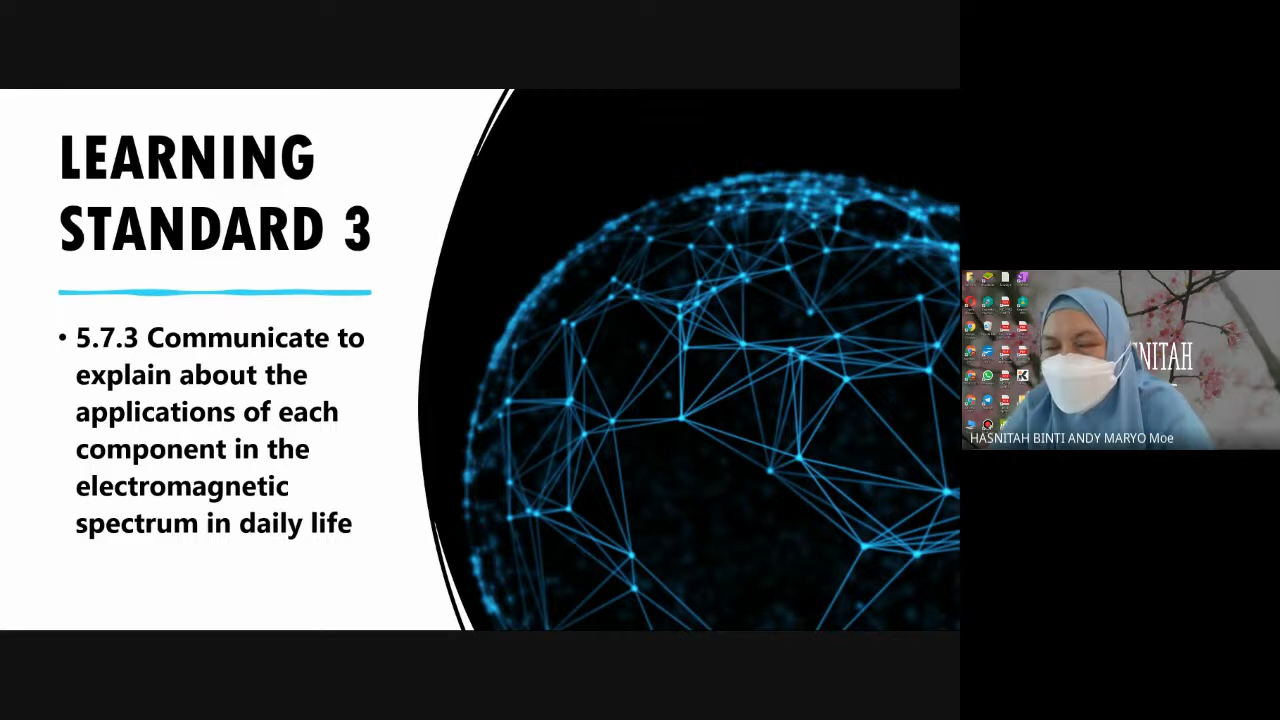 LEARNING
STANDARD 3
• 5.7.3 Communicate to
explain about the
applications of each
component in the
electromagnetic
spectrum in daily life
NITAH
HASNITAH BINTI ANDY MARYO Moe